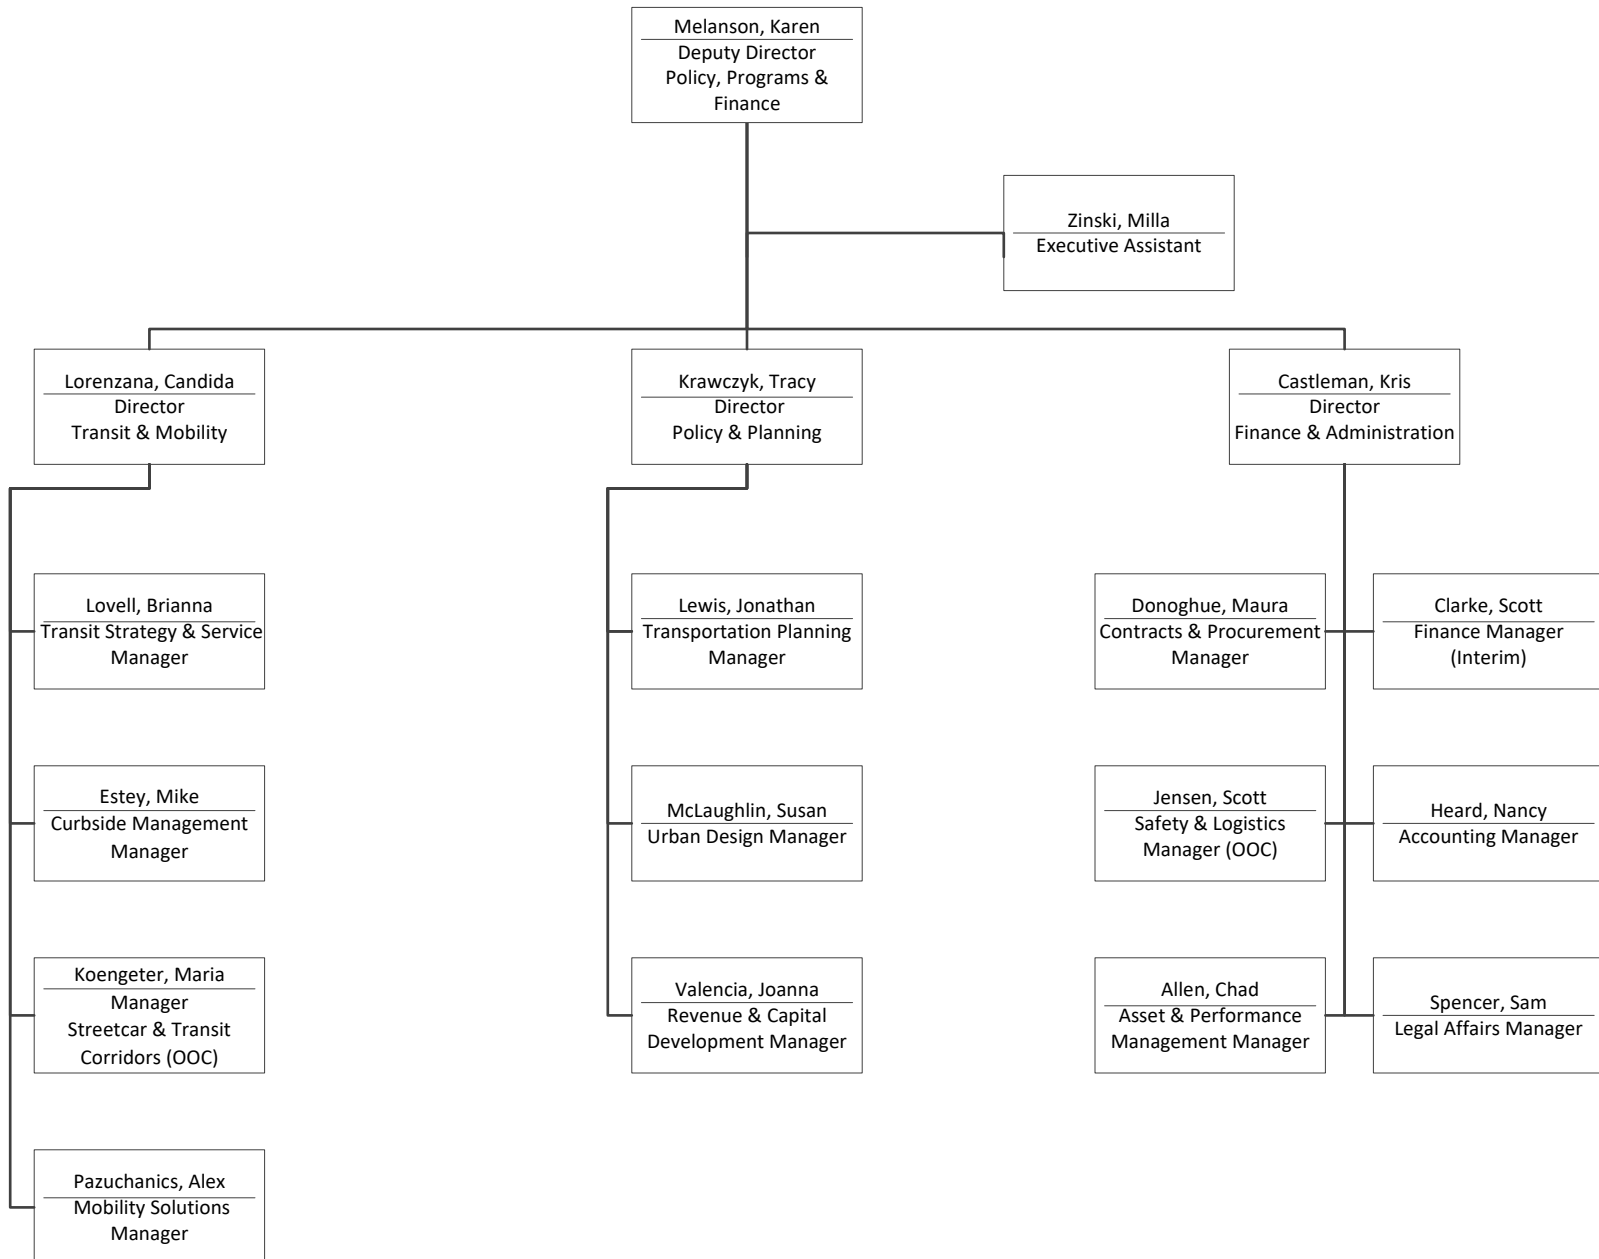 Melanson, Karen
Deputy Director
Policy, Programs &
Finance
Zinski, Milla
Executive Assistant
Lorenzana, Candida
Director
Transit & Mobility
Krawczyk, Tracy
Director
Policy & Planning
Castleman, Kris
Director
Finance & Administration
Lovell, Brianna
Transit Strategy & Service
Manager
Lewis, Jonathan
Transportation Planning
Manager
Donoghue, Maura
Contracts & Procurement
Manager
Clarke, Scott
Finance Manager
(Interim)
Estey, Mike
Curbside Management
Manager
McLaughlin, Susan
Urban Design Manager
Jensen, Scott
Safety & Logistics
Manager (OOC)
Heard, Nancy
Accounting Manager
Koengeter, Maria
Manager
Streetcar & Transit
Corridors (OOC)
Valencia, Joanna
Revenue & Capital
Development Manager
Allen, Chad
Asset & Performance
Management Manager
Spencer, Sam
Legal Affairs Manager
Pazuchanics, Alex
Mobility Solutions
Manager